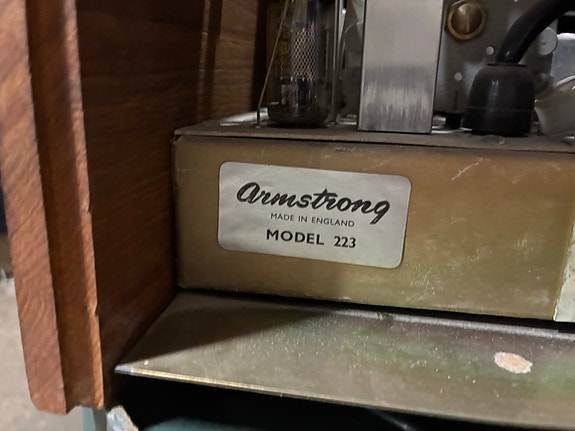 Armstrong
MADE IN ENGLAND
MODEL 223